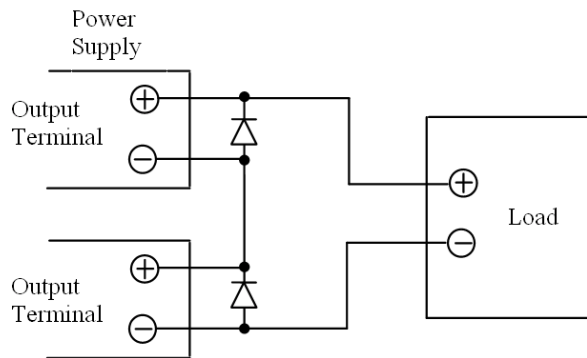 Power
Supply
Output
Terminal
Load
Output
Terminal